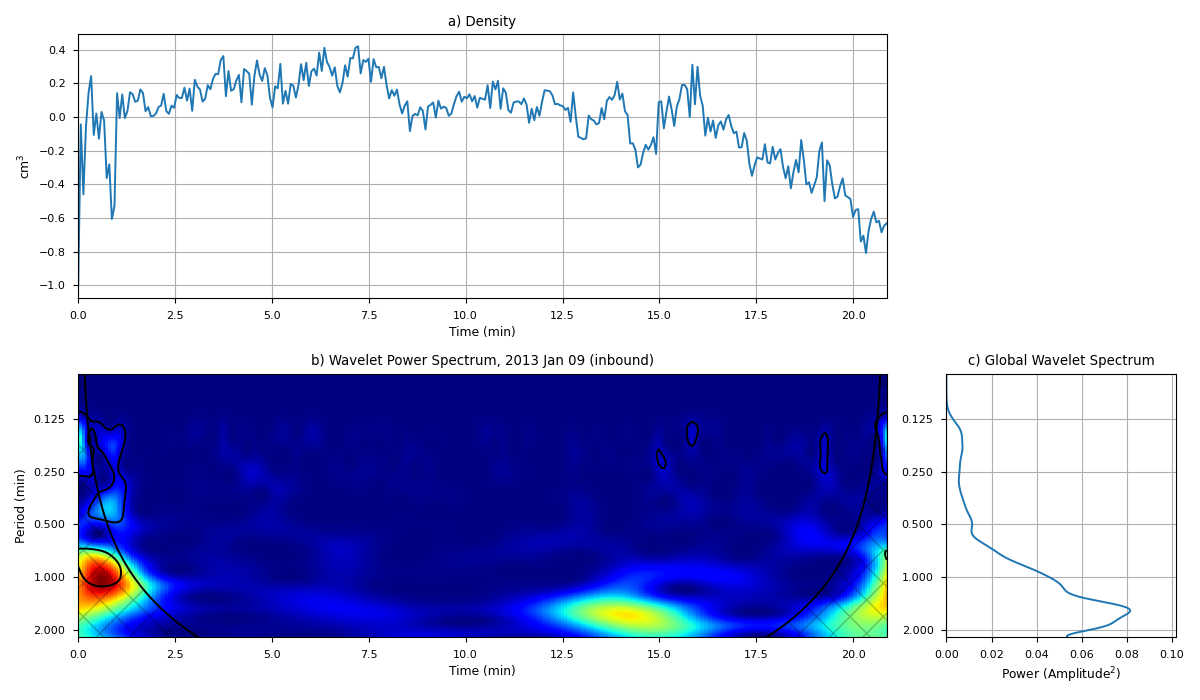 a) Density
cm³
0.4
0.2
0.0
−0.2
−0.4
−0.6
−0.8
−1.0
0.0 2.5 5.0 7.5 10.0 12.5 15.0 17.5 20.0
Time (min)
b) Wavelet Power Spectrum, 2013 Jan 09 (inbound)
Period (min)
0.125
0.250
0.500
1.000
2.000
0.0 2.5 5.0 7.5 10.0 12.5 15.0 17.5 20.0
Time (min)
c) Global Wavelet Spectrum
0.125
0.250
0.500
1.000
2.000
0.00 0.02 0.04 0.06 0.08 0.10
Power (Amplitude²)